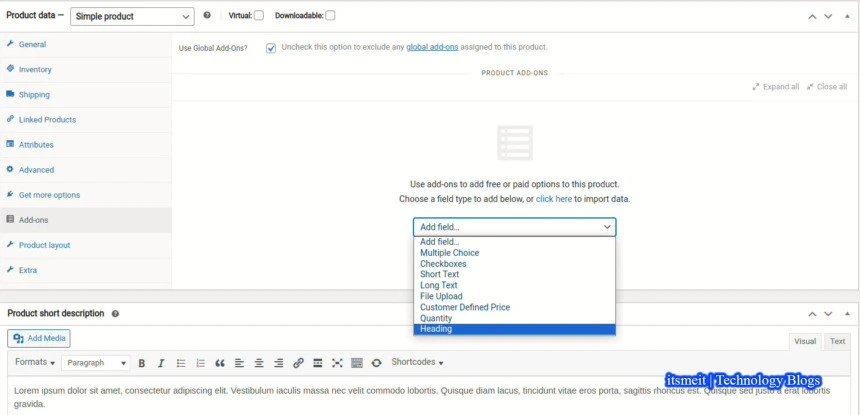 Product data — Simple product Virtual: Downloadable:
General
Inventory
Shipping
Linked Products
Attributes
Advanced
Get more options
Add-ons
Product layout
Extra
Use Global Add-Ons? Uncheck this option to exclude any global add-ons assigned to this product.
PRODUCT ADD-ONS
Expand all Close all
Use add-ons to add free or paid options to this product.
Choose a field type to add below, or click here to import data.
Add field...
Add field...
Multiple Choice
Checkboxes
Short Text
Long Text
File Upload
Customer Defined Price
Quantity
Heading
Product short description
Add Media
Visual Text
Formats Paragraph B I Shortcodes
itsmeit | Technology Blogs
Lorem ipsum dolor sit amet, consectetur adipiscing elit. Vestibulum iaculis massa nec velit commodo lobortis. Quisque diam lacus, tincidunt vitae eros porta, sagittis rhoncus est. Quisque sed justo a erat lobortis
gravida.